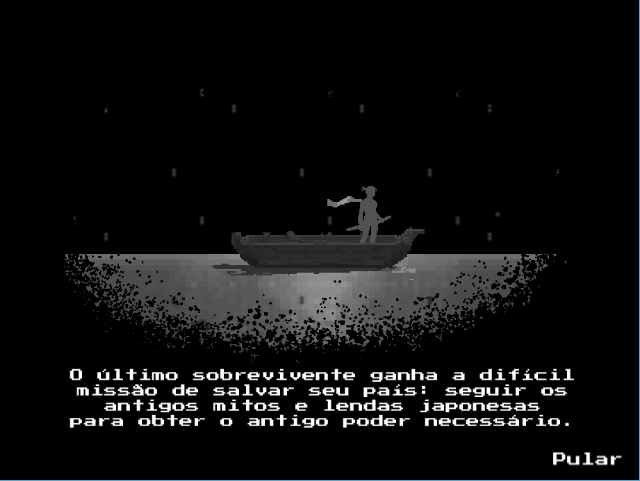 O último sobrevivente ganha a difícil
missão de salvar seu país: seguir os
antigos mitos e lendas japonesas
para obter o antigo poder necessário.
Pular